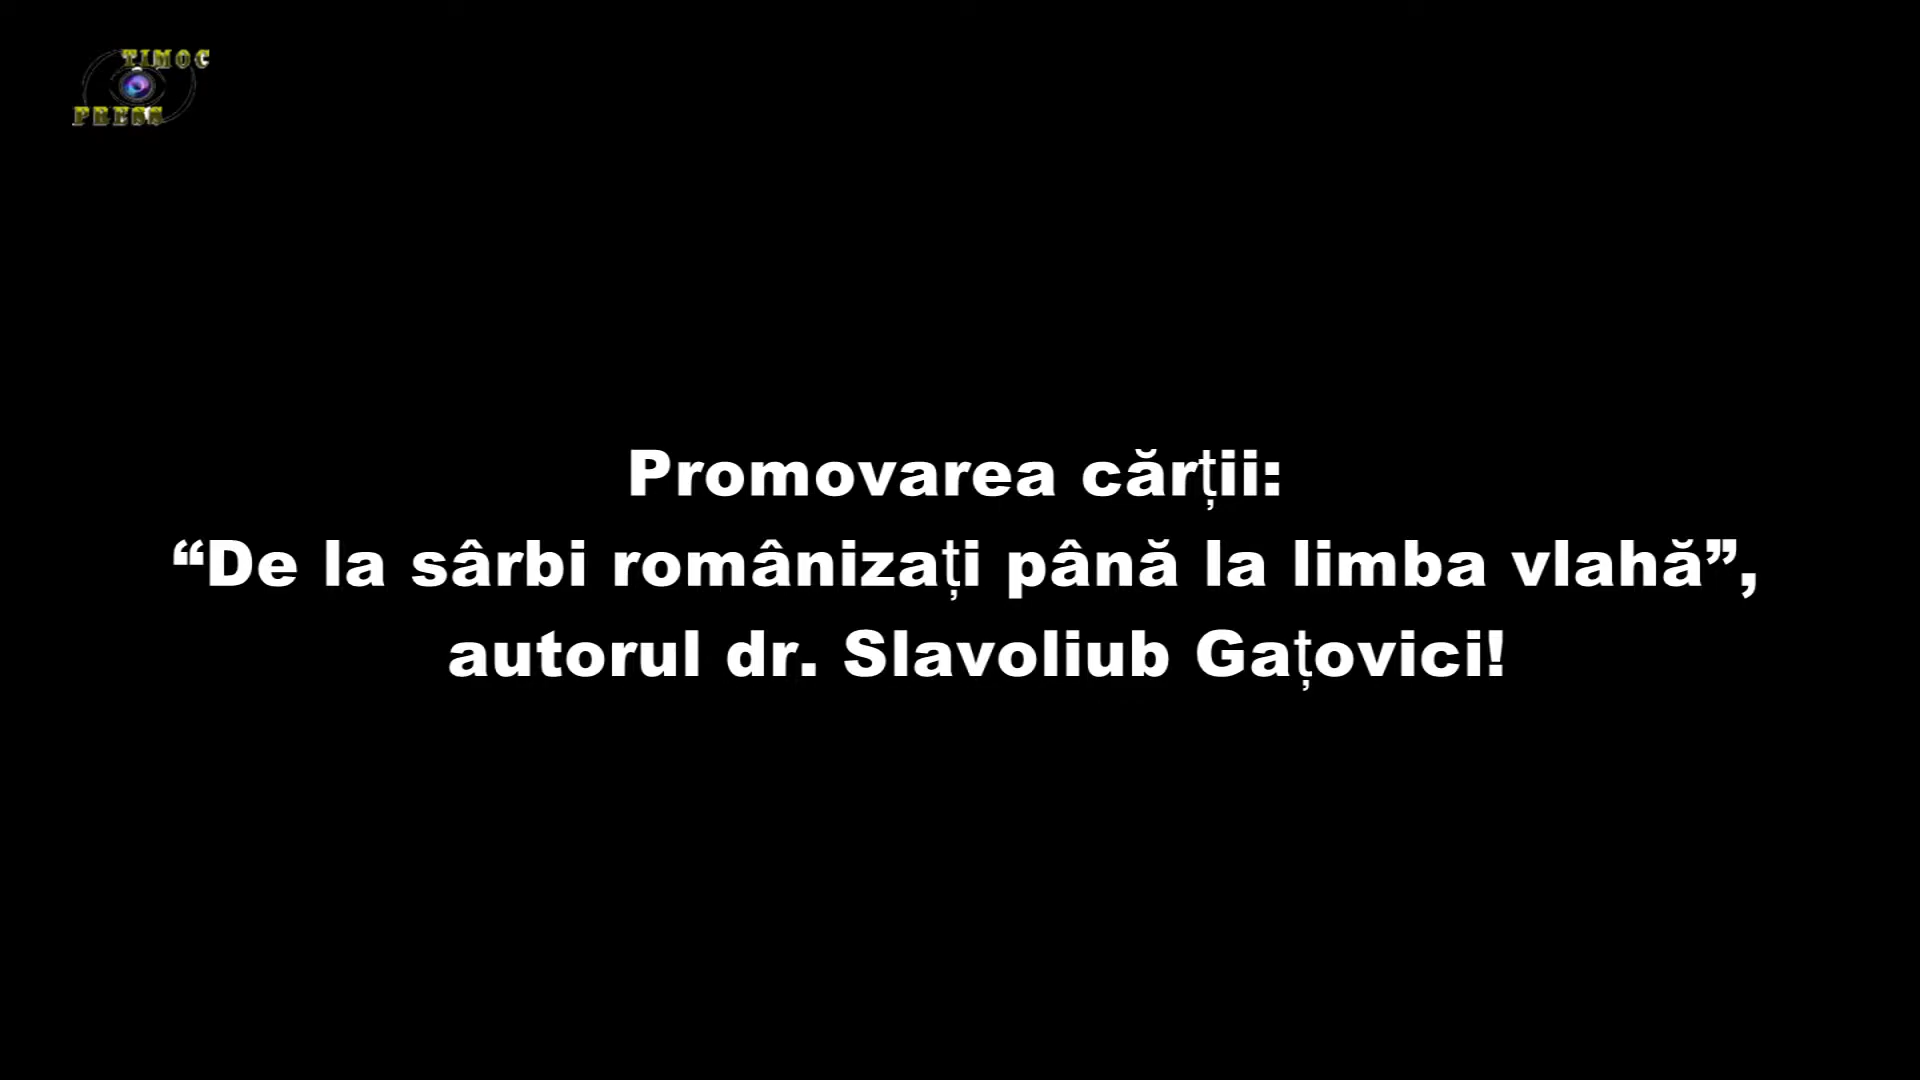 TIMOC
PRESS
Promovarea cărții:
“De la sârbi românizați până la limba vlahă”,
autorul dr. Slavoliub Gațovici!